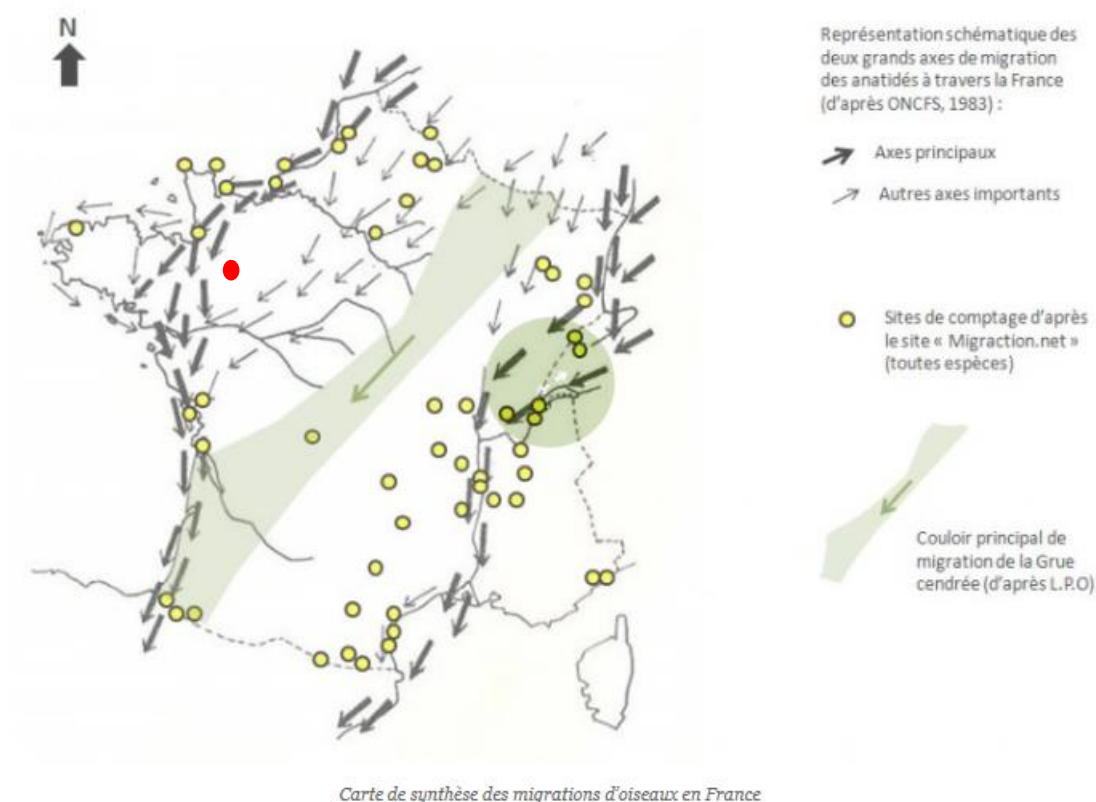 N
Représentation schématique des
deux grands axes de migration
des anatidés à travers la France
(d'après ONCFS, 1983) :
Axes principaux
Autres axes importants
Sites de comptage d'après
le site « Migraction.net »
(toutes espèces)
Couloir principal de
migration de la Grue
cendrée (d'après L.P.O)
Carte de synthèse des migrations d'oiseaux en France